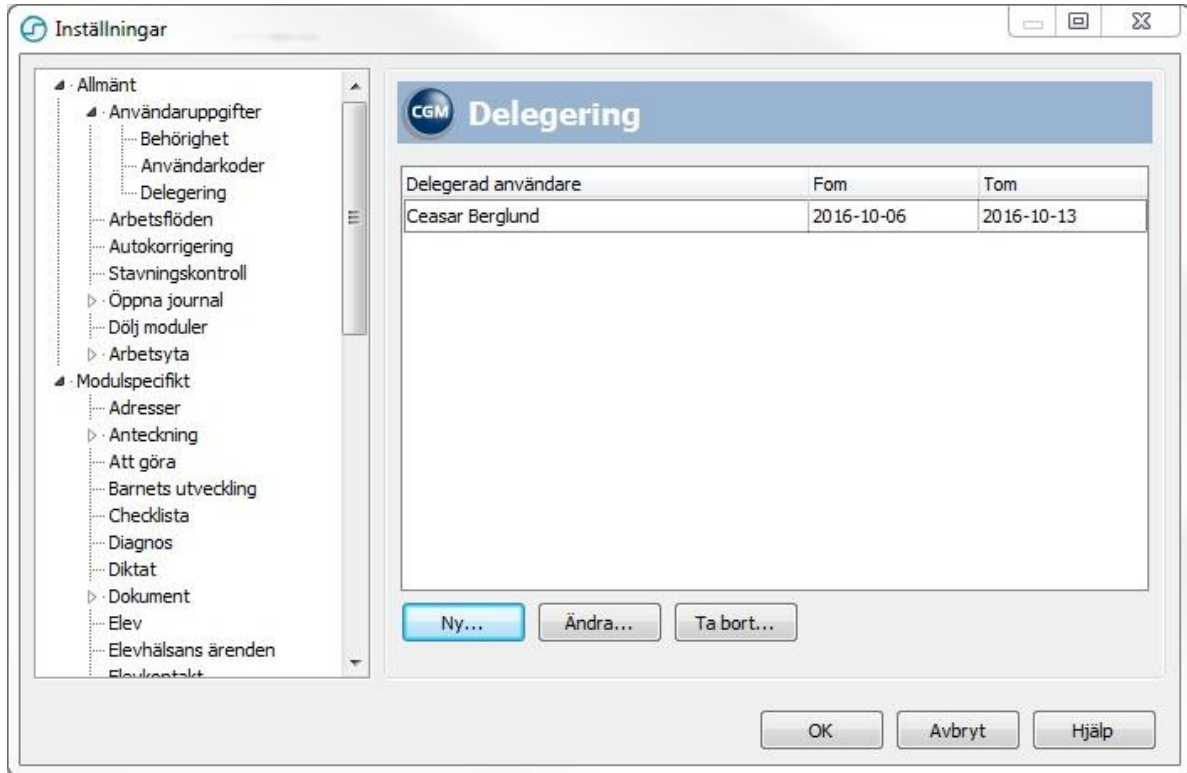 Inställningar
Allmänt
Användaruppgifter
Behörighet
Användarkoder
Delegering
Arbetsflöden
Autokorrigering
Stavningskontroll
Öppna journal
Dölj moduler
Arbetsyta
Modulspecifikt
Adresser
Anteckning
Att göra
Barnets utveckling
Checklista
Diagnos
Diktat
Dokument
Elev
Elevhälsans ärenden
Elevkontakt
CGM Delegering
Delegerad användare Fom Tom
Ceasar Berglund 2016-10-06 2016-10-13
Ny... Ändra... Ta bort...
OK Avbryt Hjälp